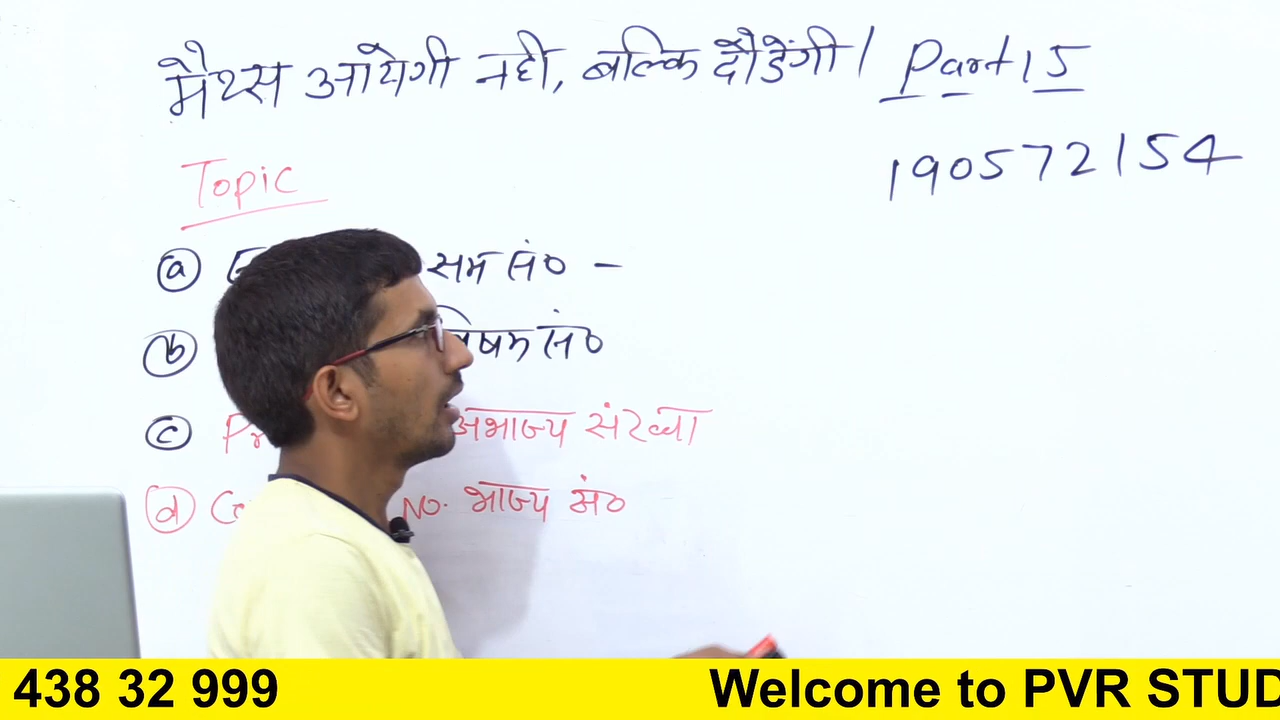 मैथ्स आयेगी नही, बल्कि दौडेंगी। Part 15
190572154
Topic
a सम सं० -
b विषम सं०
c अभाज्य संख्या
d No. भाज्य सं०
438 32 999 Welcome to PVR STUD